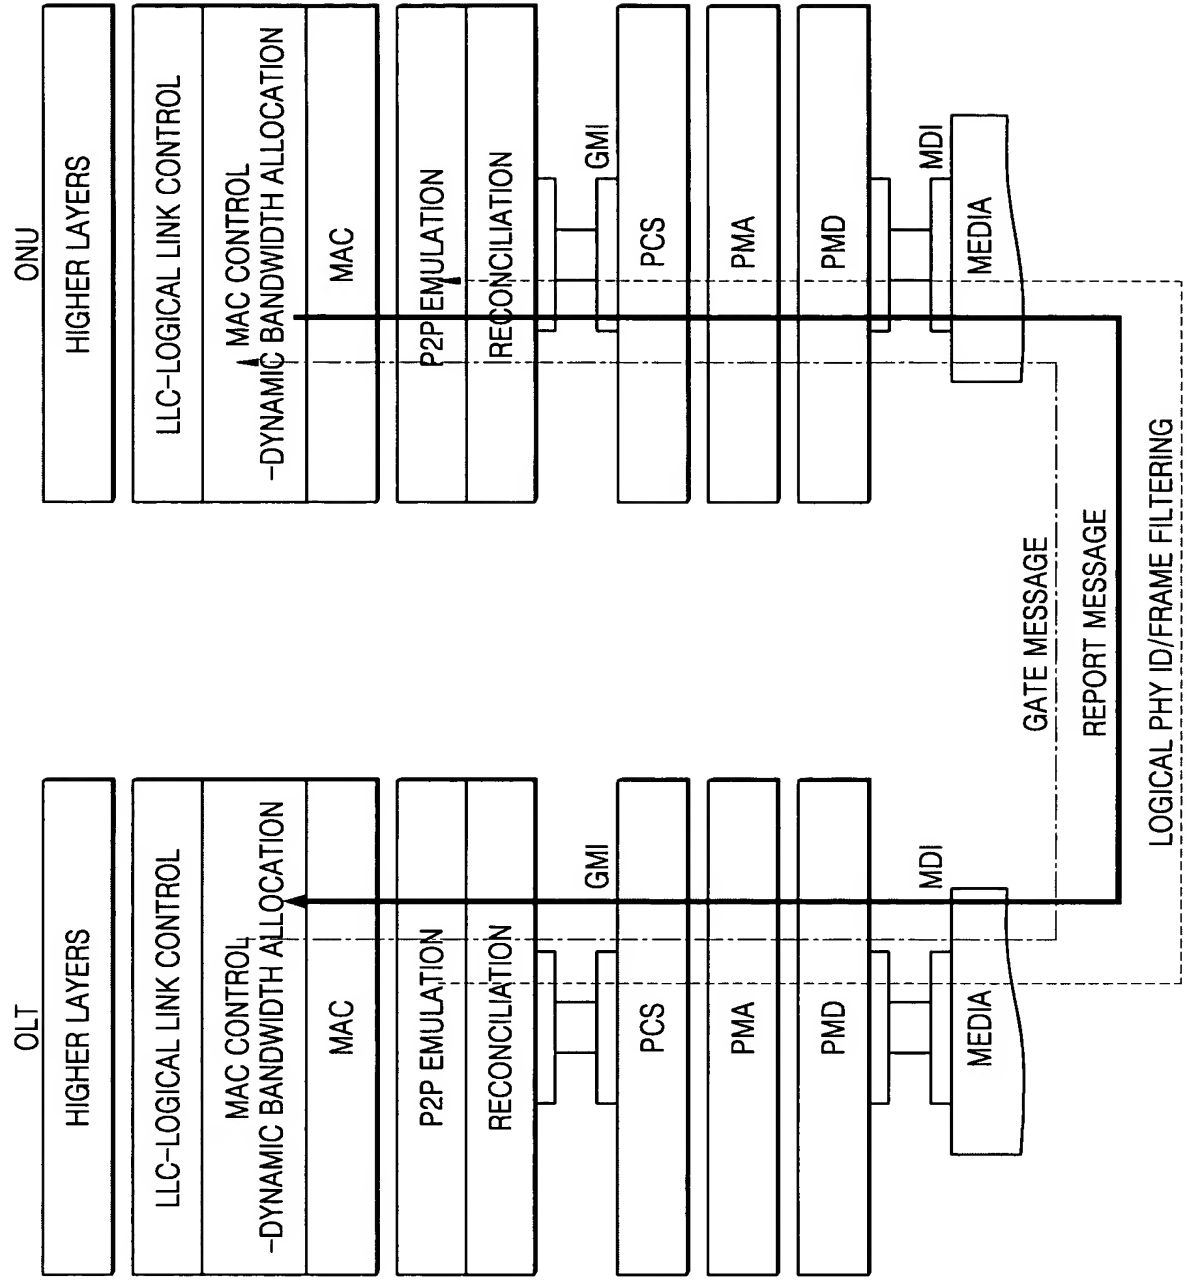 OLT
HIGHER LAYERS
LLC-LOGICAL LINK CONTROL
MAC CONTROL
-DYNAMIC BANDWIDTH ALLOCATION
MAC
P2P EMULATION
RECONCILIATION
GMI
PCS
PMA
PMD
MDI
MEDIA
ONU
HIGHER LAYERS
LLC-LOGICAL LINK CONTROL
MAC CONTROL
-DYNAMIC BANDWIDTH ALLOCATION
MAC
P2P EMULATION
RECONCILIATION
GMI
PCS
PMA
PMD
MDI
MEDIA
GATE MESSAGE
REPORT MESSAGE
LOGICAL PHY ID/FRAME FILTERING